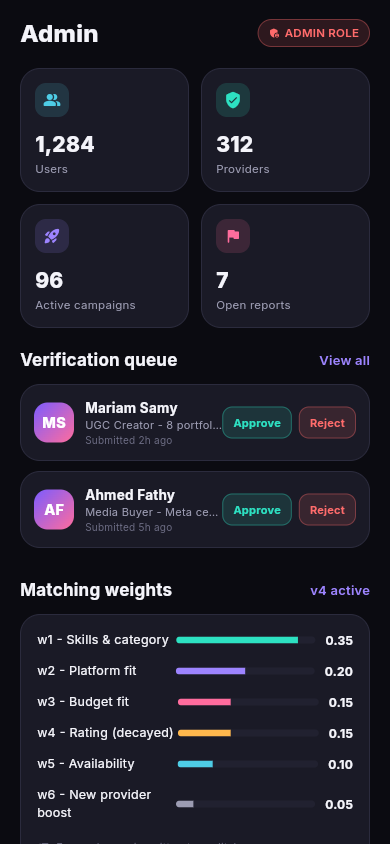 Admin
ADMIN ROLE
1,284
Users
312
Providers
96
Active campaigns
7
Open reports
Verification queue
View all
MS
Mariam Samy
UGC Creator - 8 portfol...
Submitted 2h ago
Approve
Reject
AF
Ahmed Fathy
Media Buyer - Meta ce...
Submitted 5h ago
Approve
Reject
Matching weights
v4 active
w1 - Skills & category
0.35
w2 - Platform fit
0.20
w3 - Budget fit
0.15
w4 - Rating (decayed)
0.15
w5 - Availability
0.10
w6 - New provider
boost
0.05